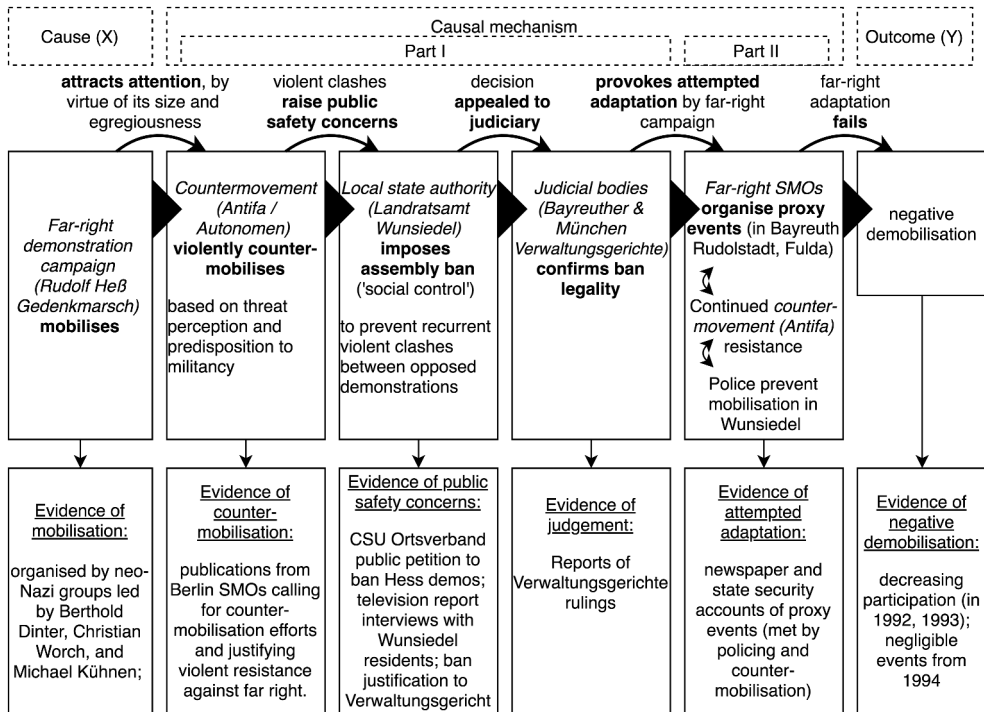 Cause (X)
Causal mechanism
Part I
Part II
Outcome (Y)
attracts attention, by
virtue of its size and
egregiousness
violent clashes
raise public
safety concerns
decision
appealed to
judiciary
provokes attempted
adaptation by far-right
campaign
far-right
adaptation
fails
Far-right
demonstration
campaign
(Rudolf Heß
Gedenkmarsch)
mobilises
Countermovement
(Antifa /
Autonomen)
violently counter-
mobilises
based on threat
perception and
predisposition to
militancy
Local state authority
(Landratsamt
Wunsiedel)
imposes
assembly ban
('social control')
to prevent recurrent
violent clashes
between opposed
demonstrations
Judicial bodies
(Bayreuther &
München
Verwaltungsgerichte)
confirms ban
legality
Far-right SMOs
organise proxy
events (in Bayreuth
Rudolstadt, Fulda)
Continued counter-
movement (Antifa)
resistance
Police prevent
mobilisation in
Wunsiedel
negative
demobilisation
Evidence of
mobilisation:
organised by neo-
Nazi groups led
by Berthold
Dinter, Christian
Worch, and
Michael Kühnen;
Evidence of
counter-
mobilisation:
publications from
Berlin SMOs calling
for counter-
mobilisation efforts
and justifying
violent resistance
against far right.
Evidence of public
safety concerns:
CSU Ortsverband
public petition to
ban Hess demos;
television report
interviews with
Wunsiedel
residents; ban
justification to
Verwaltungsgericht
Evidence of
judgement:
Reports of
Verwaltungsgerichte
rulings
Evidence of
attempted
adaptation:
newspaper and
state security
accounts of proxy
events (met by
policing and
counter-
mobilisation)
Evidence of
negative
demobilisation:
decreasing
participation (in
1992, 1993);
negligible
events from
1994